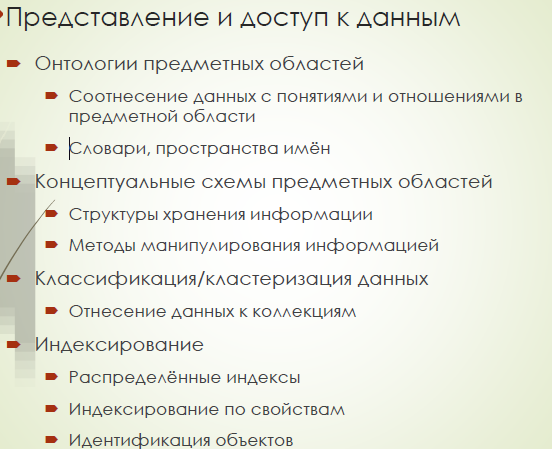 Представление и доступ к данным
Онтологии предметных областей
Соотнесение данных с понятиями и отношениями в
предметной области
Словари, пространства имён
Концептуальные схемы предметных областей
Структуры хранения информации
Методы манипулирования информацией
Классификация/кластеризация данных
Отнесение данных к коллекциям
Индексирование
Распределённые индексы
Индексирование по свойствам
Идентификация объектов